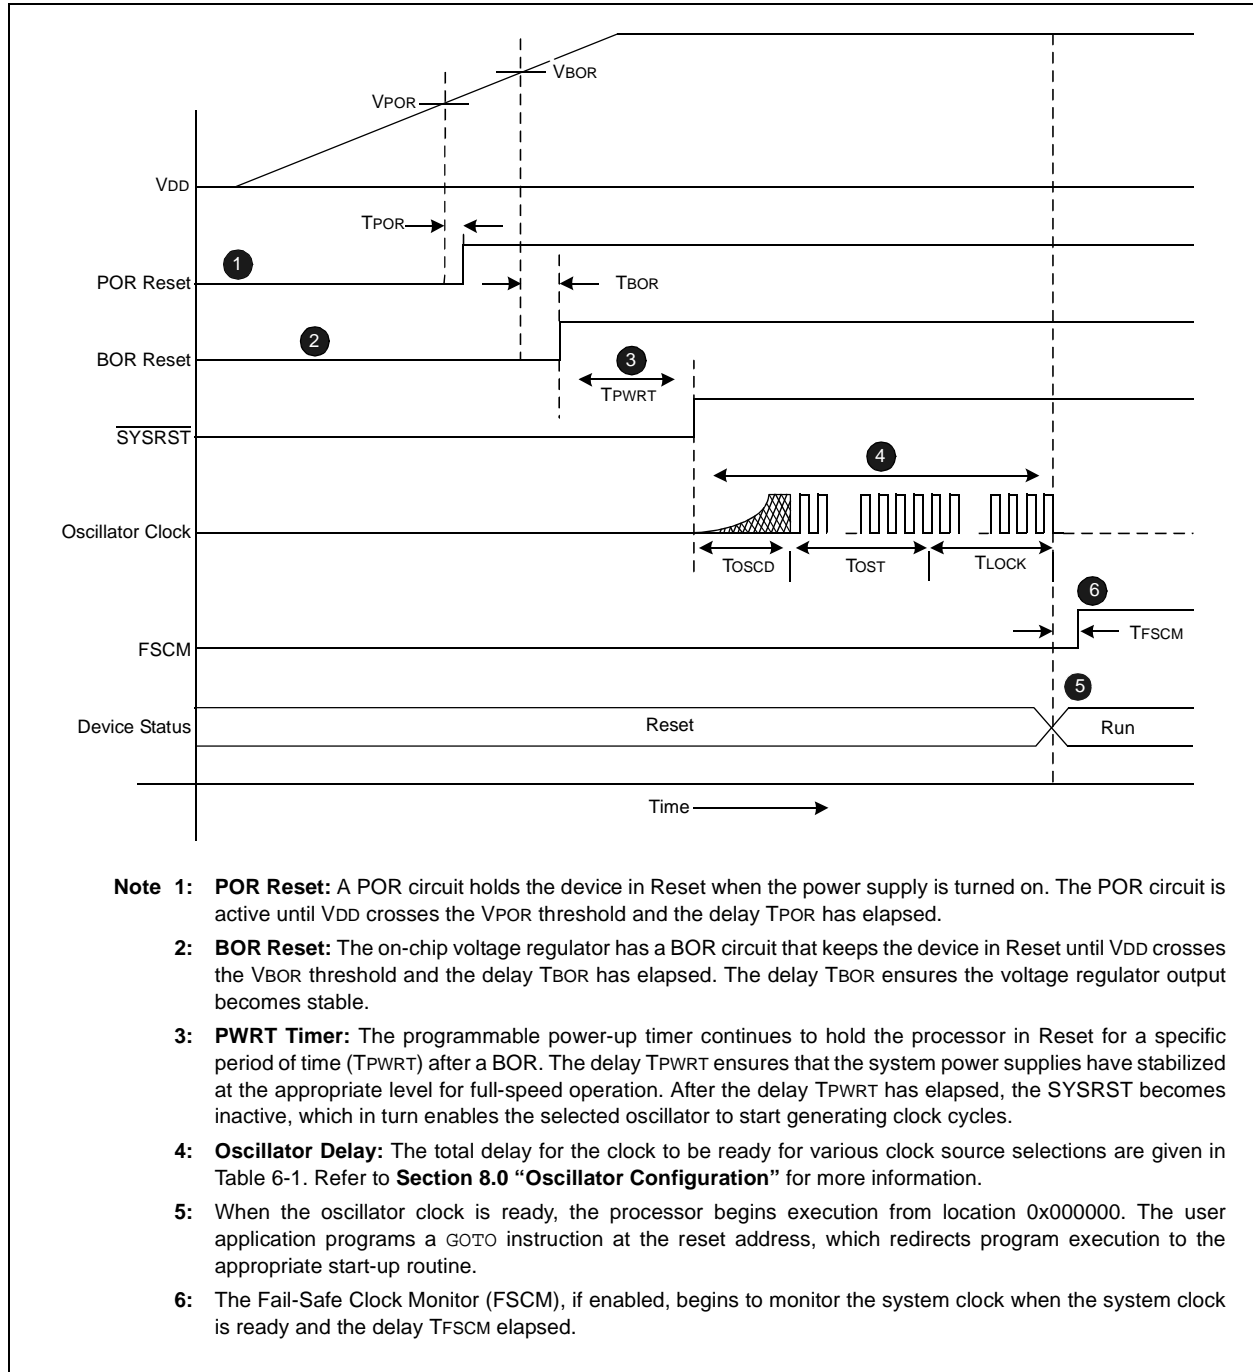 VBOR
VPOR
VDD
TPOR
1
POR Reset
TBOR
2
BOR Reset
3
TPWRT
SYSRST
4
Oscillator Clock
TOSCD
TOST
TLOCK
6
TFSCM
FSCM
5
Device Status
Reset
Run
Time
Note 1: POR Reset: A POR circuit holds the device in Reset when the power supply is turned on. The POR circuit is
active until VDD crosses the VPOR threshold and the delay TPOR has elapsed.
2: BOR Reset: The on-chip voltage regulator has a BOR circuit that keeps the device in Reset until VDD crosses
the VBOR threshold and the delay TBOR has elapsed. The delay TBOR ensures the voltage regulator output
becomes stable.
3: PWRT Timer: The programmable power-up timer continues to hold the processor in Reset for a specific
period of time (TPWRT) after a BOR. The delay TPWRT ensures that the system power supplies have stabilized
at the appropriate level for full-speed operation. After the delay TPWRT has elapsed, the SYSRST becomes
inactive, which in turn enables the selected oscillator to start generating clock cycles.
4: Oscillator Delay: The total delay for the clock to be ready for various clock source selections are given in
Table 6-1. Refer to Section 8.0 “Oscillator Configuration” for more information.
5: When the oscillator clock is ready, the processor begins execution from location 0x000000. The user
application programs a GOTO instruction at the reset address, which redirects program execution to the
appropriate start-up routine.
6: The Fail-Safe Clock Monitor (FSCM), if enabled, begins to monitor the system clock when the system clock
is ready and the delay TFSCM elapsed.